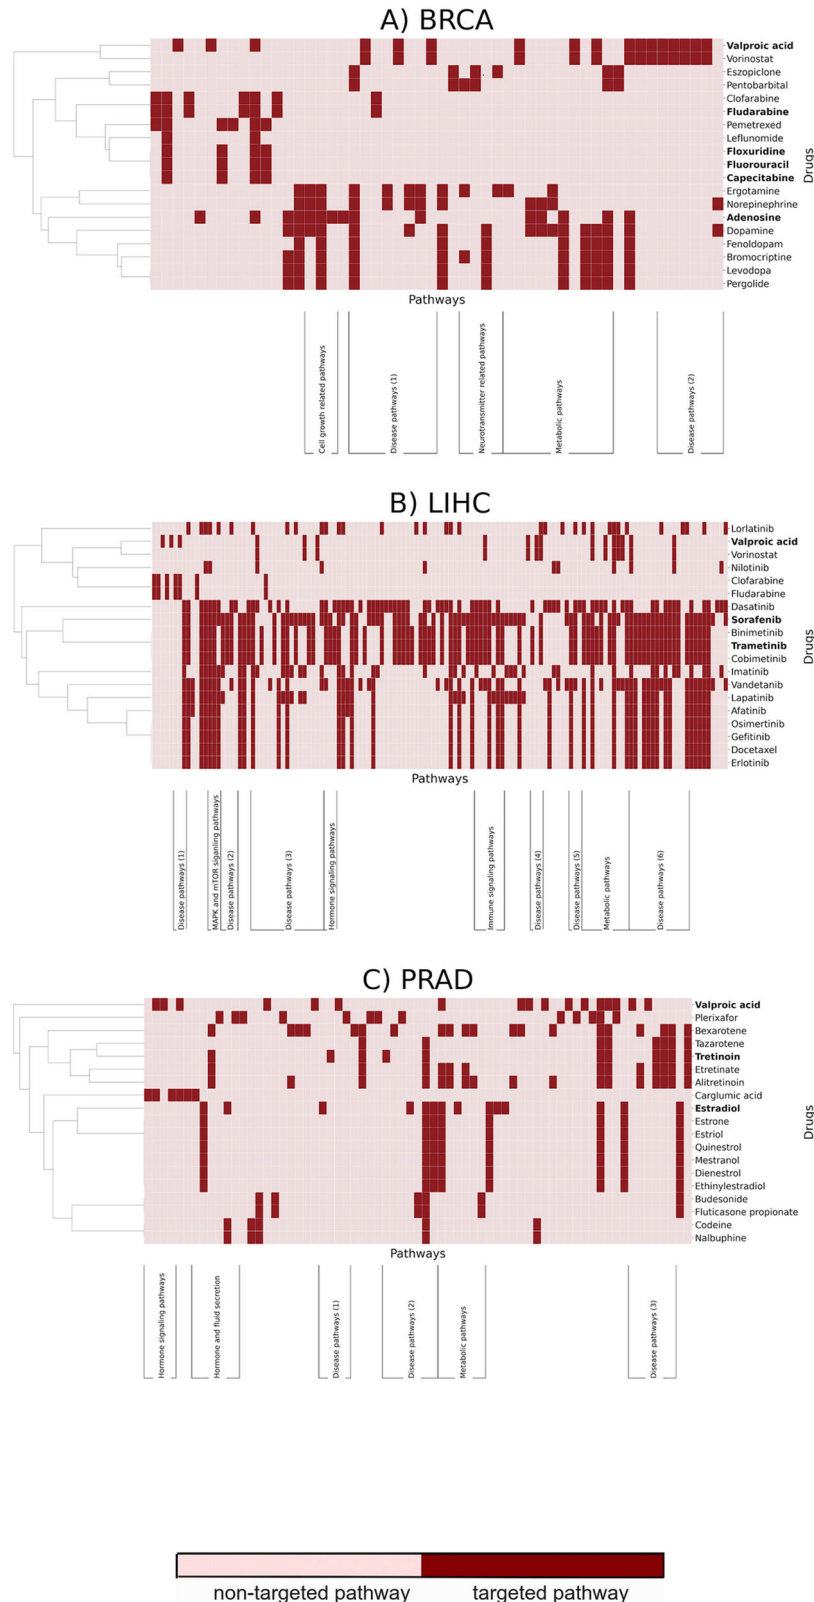 A) BRCA
Valproic acid
Vorinostat
Eszopiclone
Pentobarbital
Clofarabine
Fludarabine
Pemetrexed
Leflunomide
Floxuridine
Fluorouracil
Capecitabine
Ergotamine
Norepinephrine
Adenosine
Dopamine
Fenoldopam
Bromocriptine
Levodopa
Pergolide
Drugs
Pathways
Cell growth related pathways
Disease pathways (1)
Neurotransmitter related pathways
Metabolic pathways
Disease pathways (2)
B) LIHC
Lorlatinib
Valproic acid
Vorinostat
Nilotinib
Clofarabine
Fludarabine
Dasatinib
Sorafenib
Binimetinib
Trametinib
Cobimetinib
Imatinib
Vandetanib
Lapatinib
Afatinib
Osimertinib
Gefitinib
Docetaxel
Erlotinib
Drugs
Pathways
Disease pathways (1)
MAPK and mTOR siganling pathways
Disease pathways (2)
Disease pathways (3)
Hormone signaling pathways
Immune signaling pathways
Disease pathways (4)
Disease pathways (5)
Metabolic pathways
Disease pathways (6)
C) PRAD
Valproic acid
Plerixafor
Bexarotene
Tazarotene
Tretinoin
Etretinate
Alitretinoin
Carglumic acid
Estradiol
Estrone
Estriol
Quinestrol
Mestranol
Dienestrol
Ethinylestradiol
Budesonide
Fluticasone propionate
Codeine
Nalbuphine
Drugs
Pathways
Hormone signaling pathways
Hormone and fluid secretion
Disease pathways (1)
Disease pathways (2)
Metabolic pathways
Disease pathways (3)
non-targeted pathway
targeted pathway